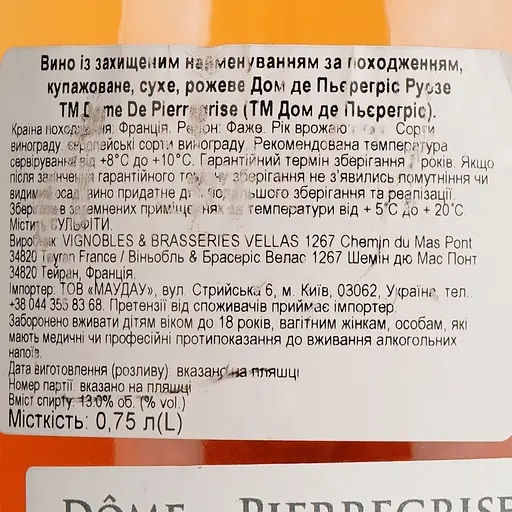 Вино із захищеним найменуванням за походженням,
купажоване, сухе, рожеве Дом де Пьєрегріс Руозе
ТМ Dome De Pierregrise (ТМ Дом де Пьєрегріс).
Країна походження: Франція. Регіон: Фаже. Рік врожаю Сорти
винограду: європейські сорти винограду. Рекомендована температура
сервірування від +8°С до +10°С. Гарантійний термін зберігання років. Якщо
після закінчення гарантійного терміну зберігання не з'явились помутніння чи
видимий осад, вино придатне для подальшого зберігання та реалізації.
Зберігати в затемнених приміщеннях за температури від + 5°С до + 20°С.
Містить СУЛЬФІТИ.
Виробник: VIGNOBLES & BRASSERIES VELLAS 1267 Chemin du Mas Pont
34820 Teyran France / Віньобль & Брасеріс Велас 1267 Шемін дю Мас Понт
34820 Тейран, Франція.
Імпортер: ТОВ «МАУДАУ», вул. Стрийська 6, м. Київ, 03062, Україна, тел.
+38 044 355 83 68. Претензії від споживачів приймає імпортер.
Заборонено вживати дітям віком до 18 років, вагітним жінкам, особам, які
мають медичні чи професійні протипоказання до вживання алкогольних
напоїв.
Дата виготовлення (розливу): вказано на пляшці
Номер партії: вказано на пляшці
Вміст спирту: 13.0% об. (% vol.)
Місткість: 0,75 л(L)
DÔME PIERREGRISE